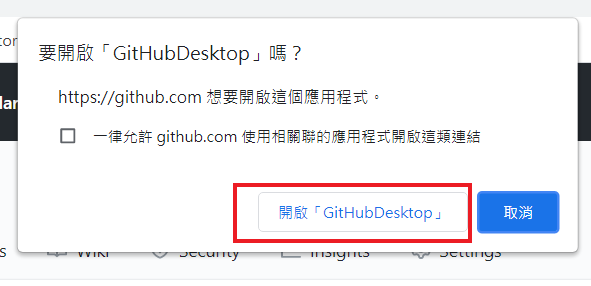 要開啟「GitHubDesktop」嗎？
https://github.com 想要開啟這個應用程式。
一律允許 github.com 使用相關聯的應用程式開啟這類連結
開啟「GitHubDesktop」
取消
Wiki
Security
Insights
Settings